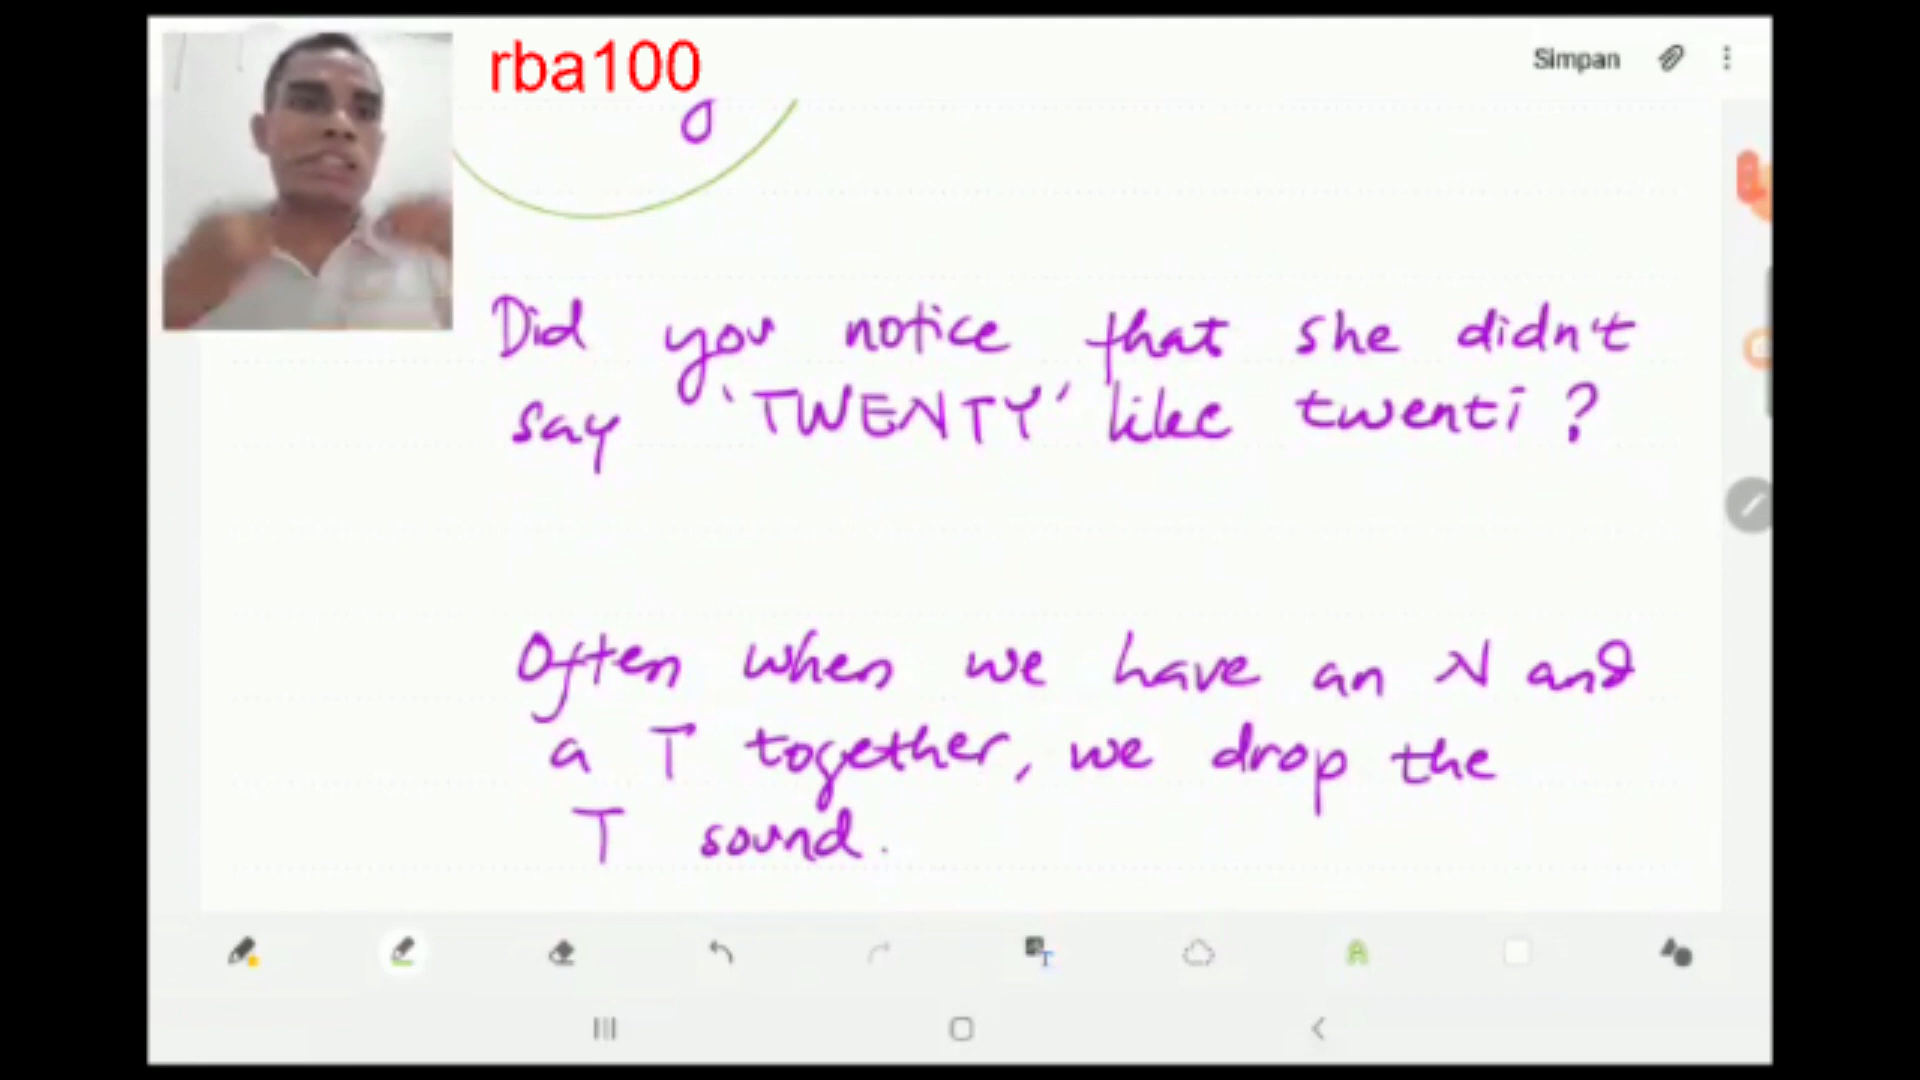 rba100
Simpan
g
Did you notice that she didn't
say 'TWENTY' like twenti ?
Often when we have an N and
a T together, we drop the
T sound.